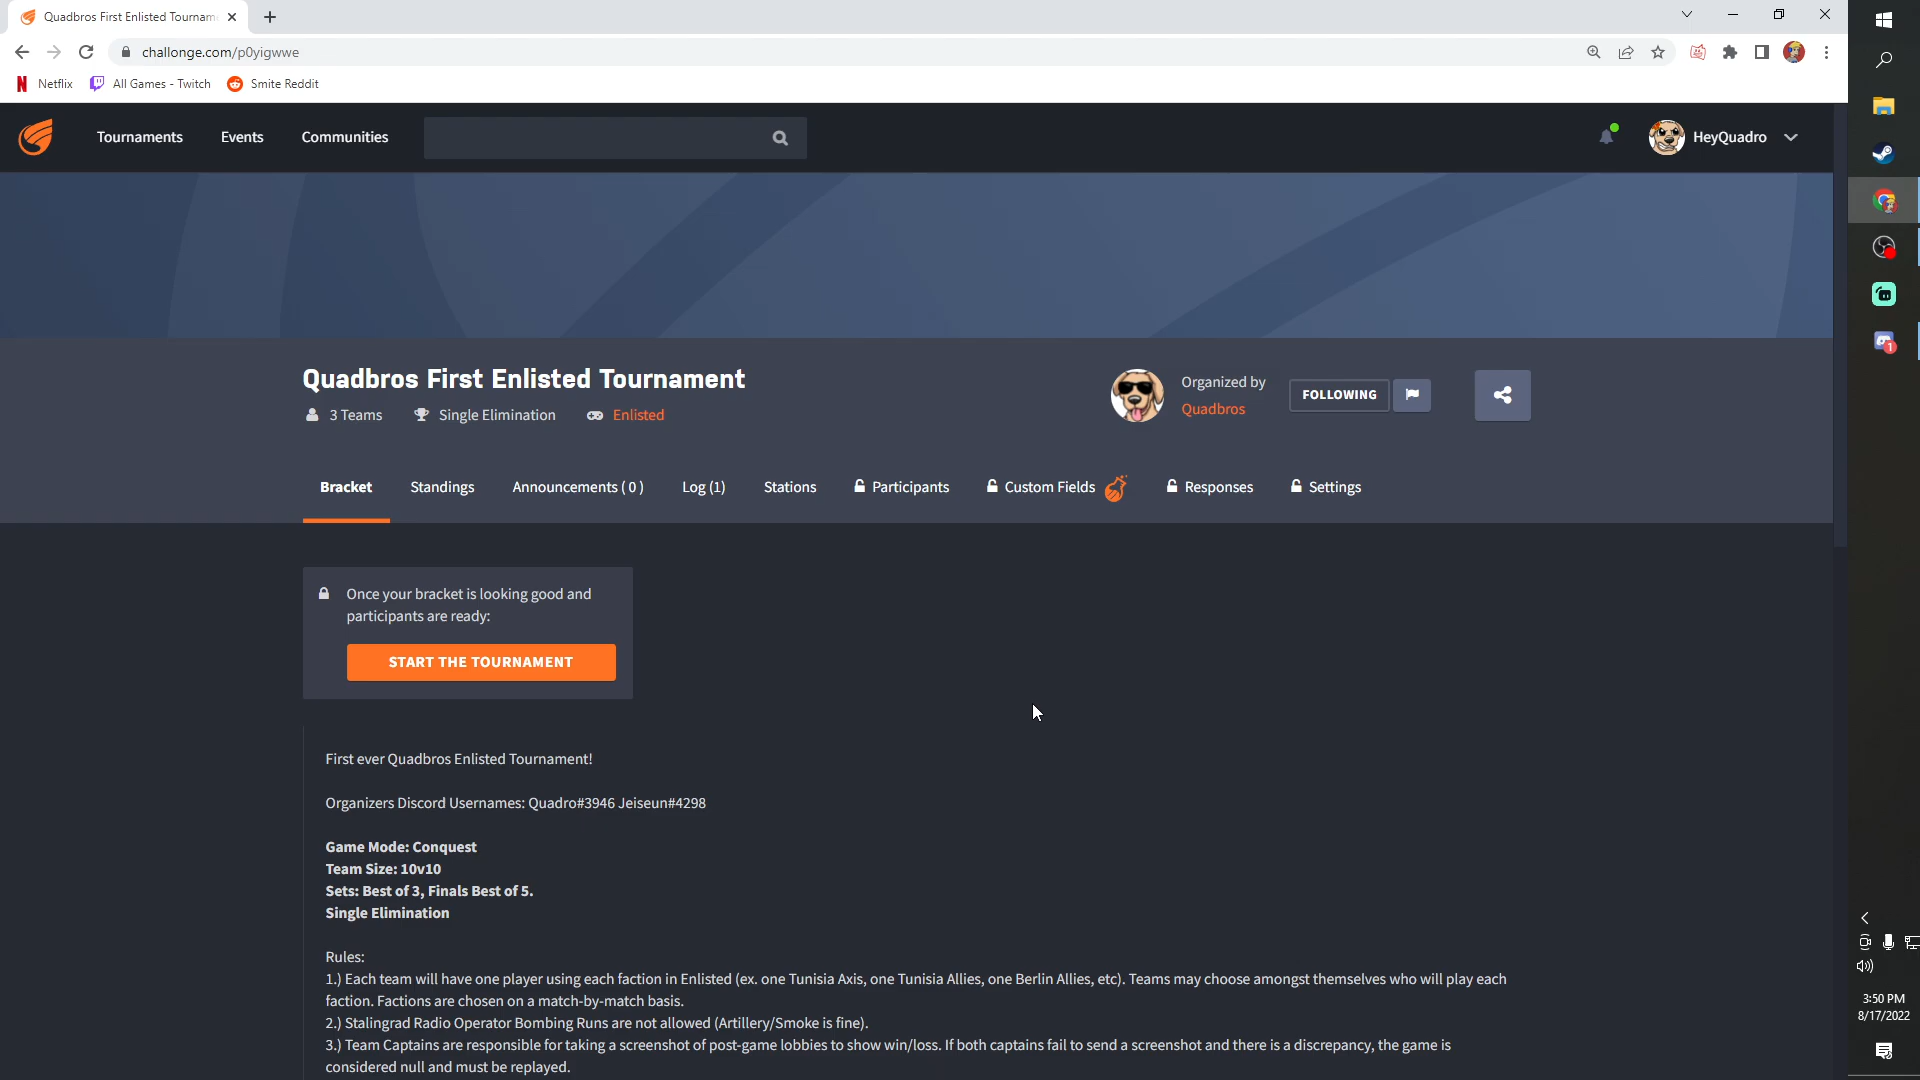 Quadbros First Enlisted Tournam
challonge.com/p0yigwwe
Netflix
All Games - Twitch
Smite Reddit
Tournaments
Events
Communities
HeyQuadro
Quadbros First Enlisted Tournament
3 Teams
Single Elimination
Enlisted
Organized by
Quadbros
FOLLOWING
Bracket
Standings
Announcements ( 0 )
Log (1)
Stations
Participants
Custom Fields
Responses
Settings
Once your bracket is looking good and
participants are ready:
START THE TOURNAMENT
First ever Quadbros Enlisted Tournament!
Organizers Discord Usernames: Quadro#3946 Jeiseun#4298
Game Mode: Conquest
Team Size: 10v10
Sets: Best of 3, Finals Best of 5.
Single Elimination
Rules:
1.) Each team will have one player using each faction in Enlisted (ex. one Tunisia Axis, one Tunisia Allies, one Berlin Allies, etc). Teams may choose amongst themselves who will play each
faction. Factions are chosen on a match-by-match basis.
2.) Stalingrad Radio Operator Bombing Runs are not allowed (Artillery/Smoke is fine).
3.) Team Captains are responsible for taking a screenshot of post-game lobbies to show win/loss. If both captains fail to send a screenshot and there is a discrepancy, the game is
considered null and must be replayed.
1
3:50 PM
8/17/2022